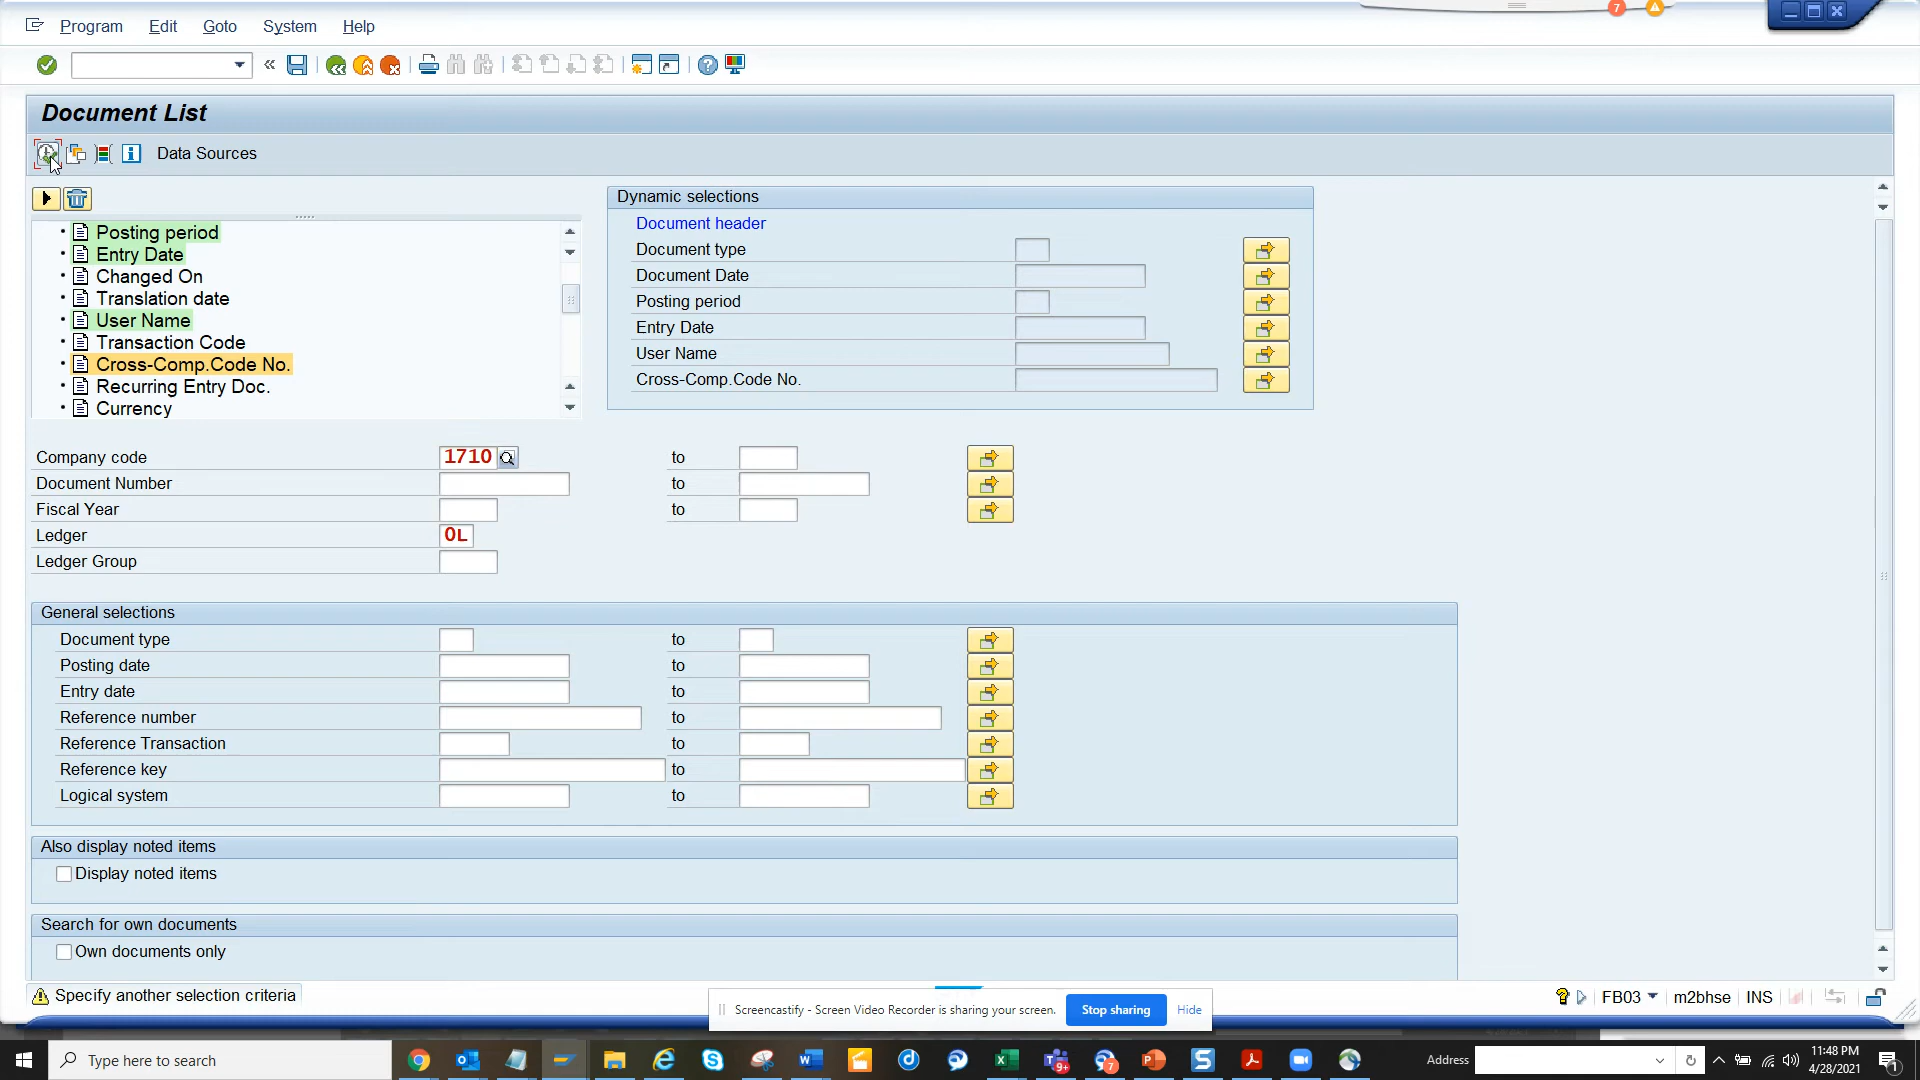 Program Edit Goto System Help
7
Document List
Data Sources
Posting period
Entry Date
Changed On
Translation date
User Name
Transaction Code
Cross-Comp.Code No.
Recurring Entry Doc.
Currency
Dynamic selections
Document header
Document type
Document Date
Posting period
Entry Date
User Name
Cross-Comp.Code No.
Company code 1710 to
Document Number to
Fiscal Year to
Ledger 0L
Ledger Group
General selections
Document type to
Posting date to
Entry date to
Reference number to
Reference Transaction to
Reference key to
Logical system to
Also display noted items
Display noted items
Search for own documents
Own documents only
Specify another selection criteria
FB03 m2bhse INS
Screencastify - Screen Video Recorder is sharing your screen. Stop sharing Hide
Type here to search
9+
7
Address
11:48 PM
4/28/2021
1